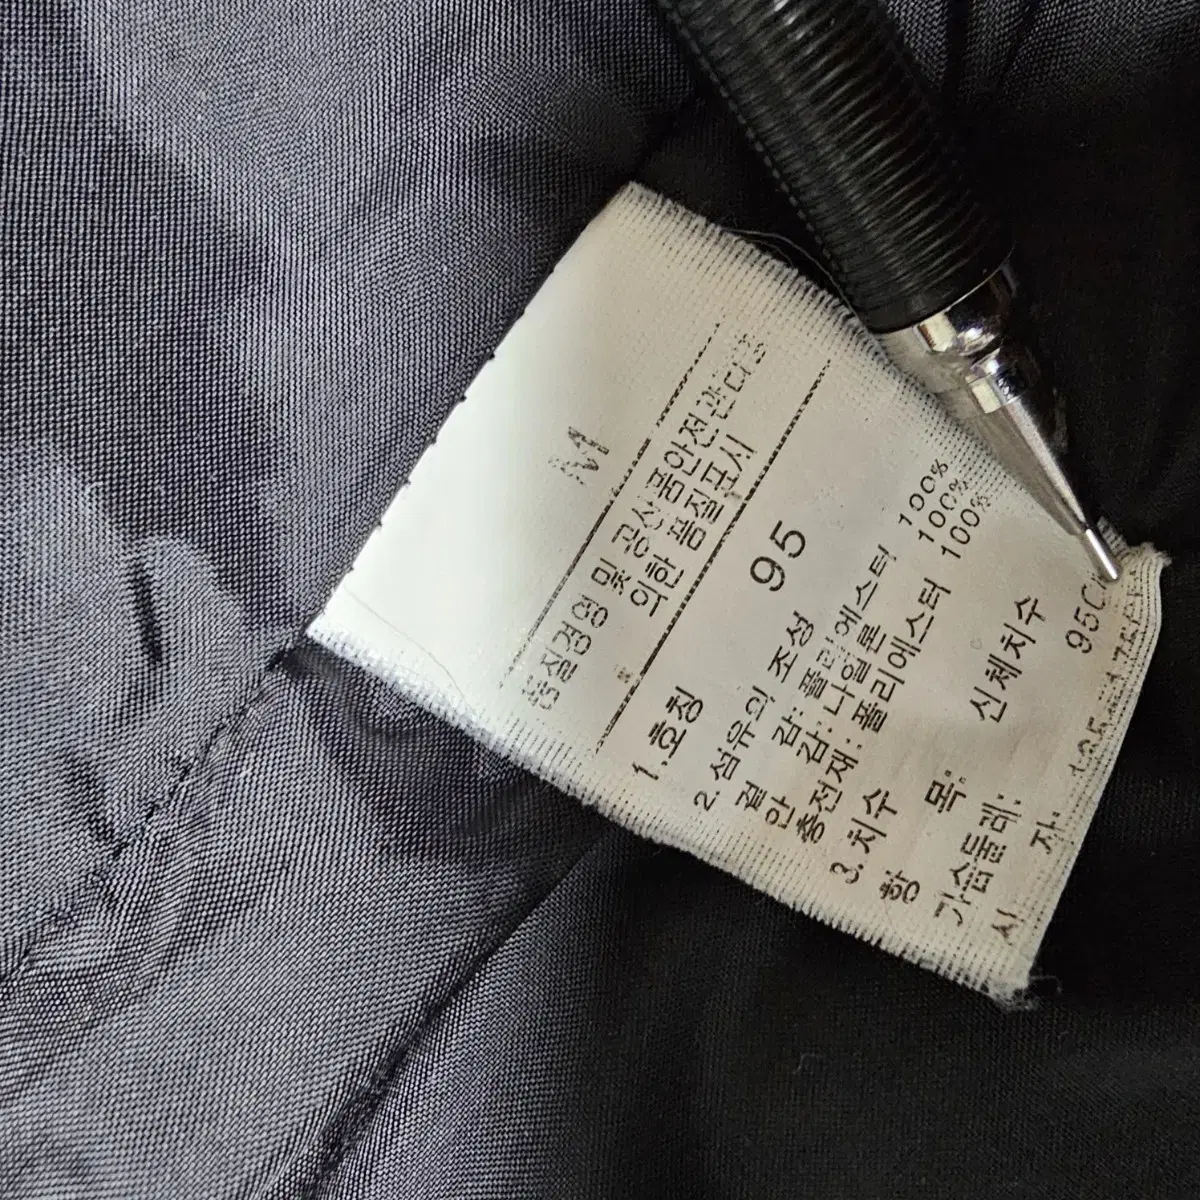 M
품질경영 및 공산품안전관리법
의한 품질표시
1.호칭 95
2.섬유의 조성
겉 감: 폴리에스터 100%
안 감: 나일론 100%
충전재: 폴리에스터 100%
3.치수
항 목: 신체치수
가슴둘레: 95C